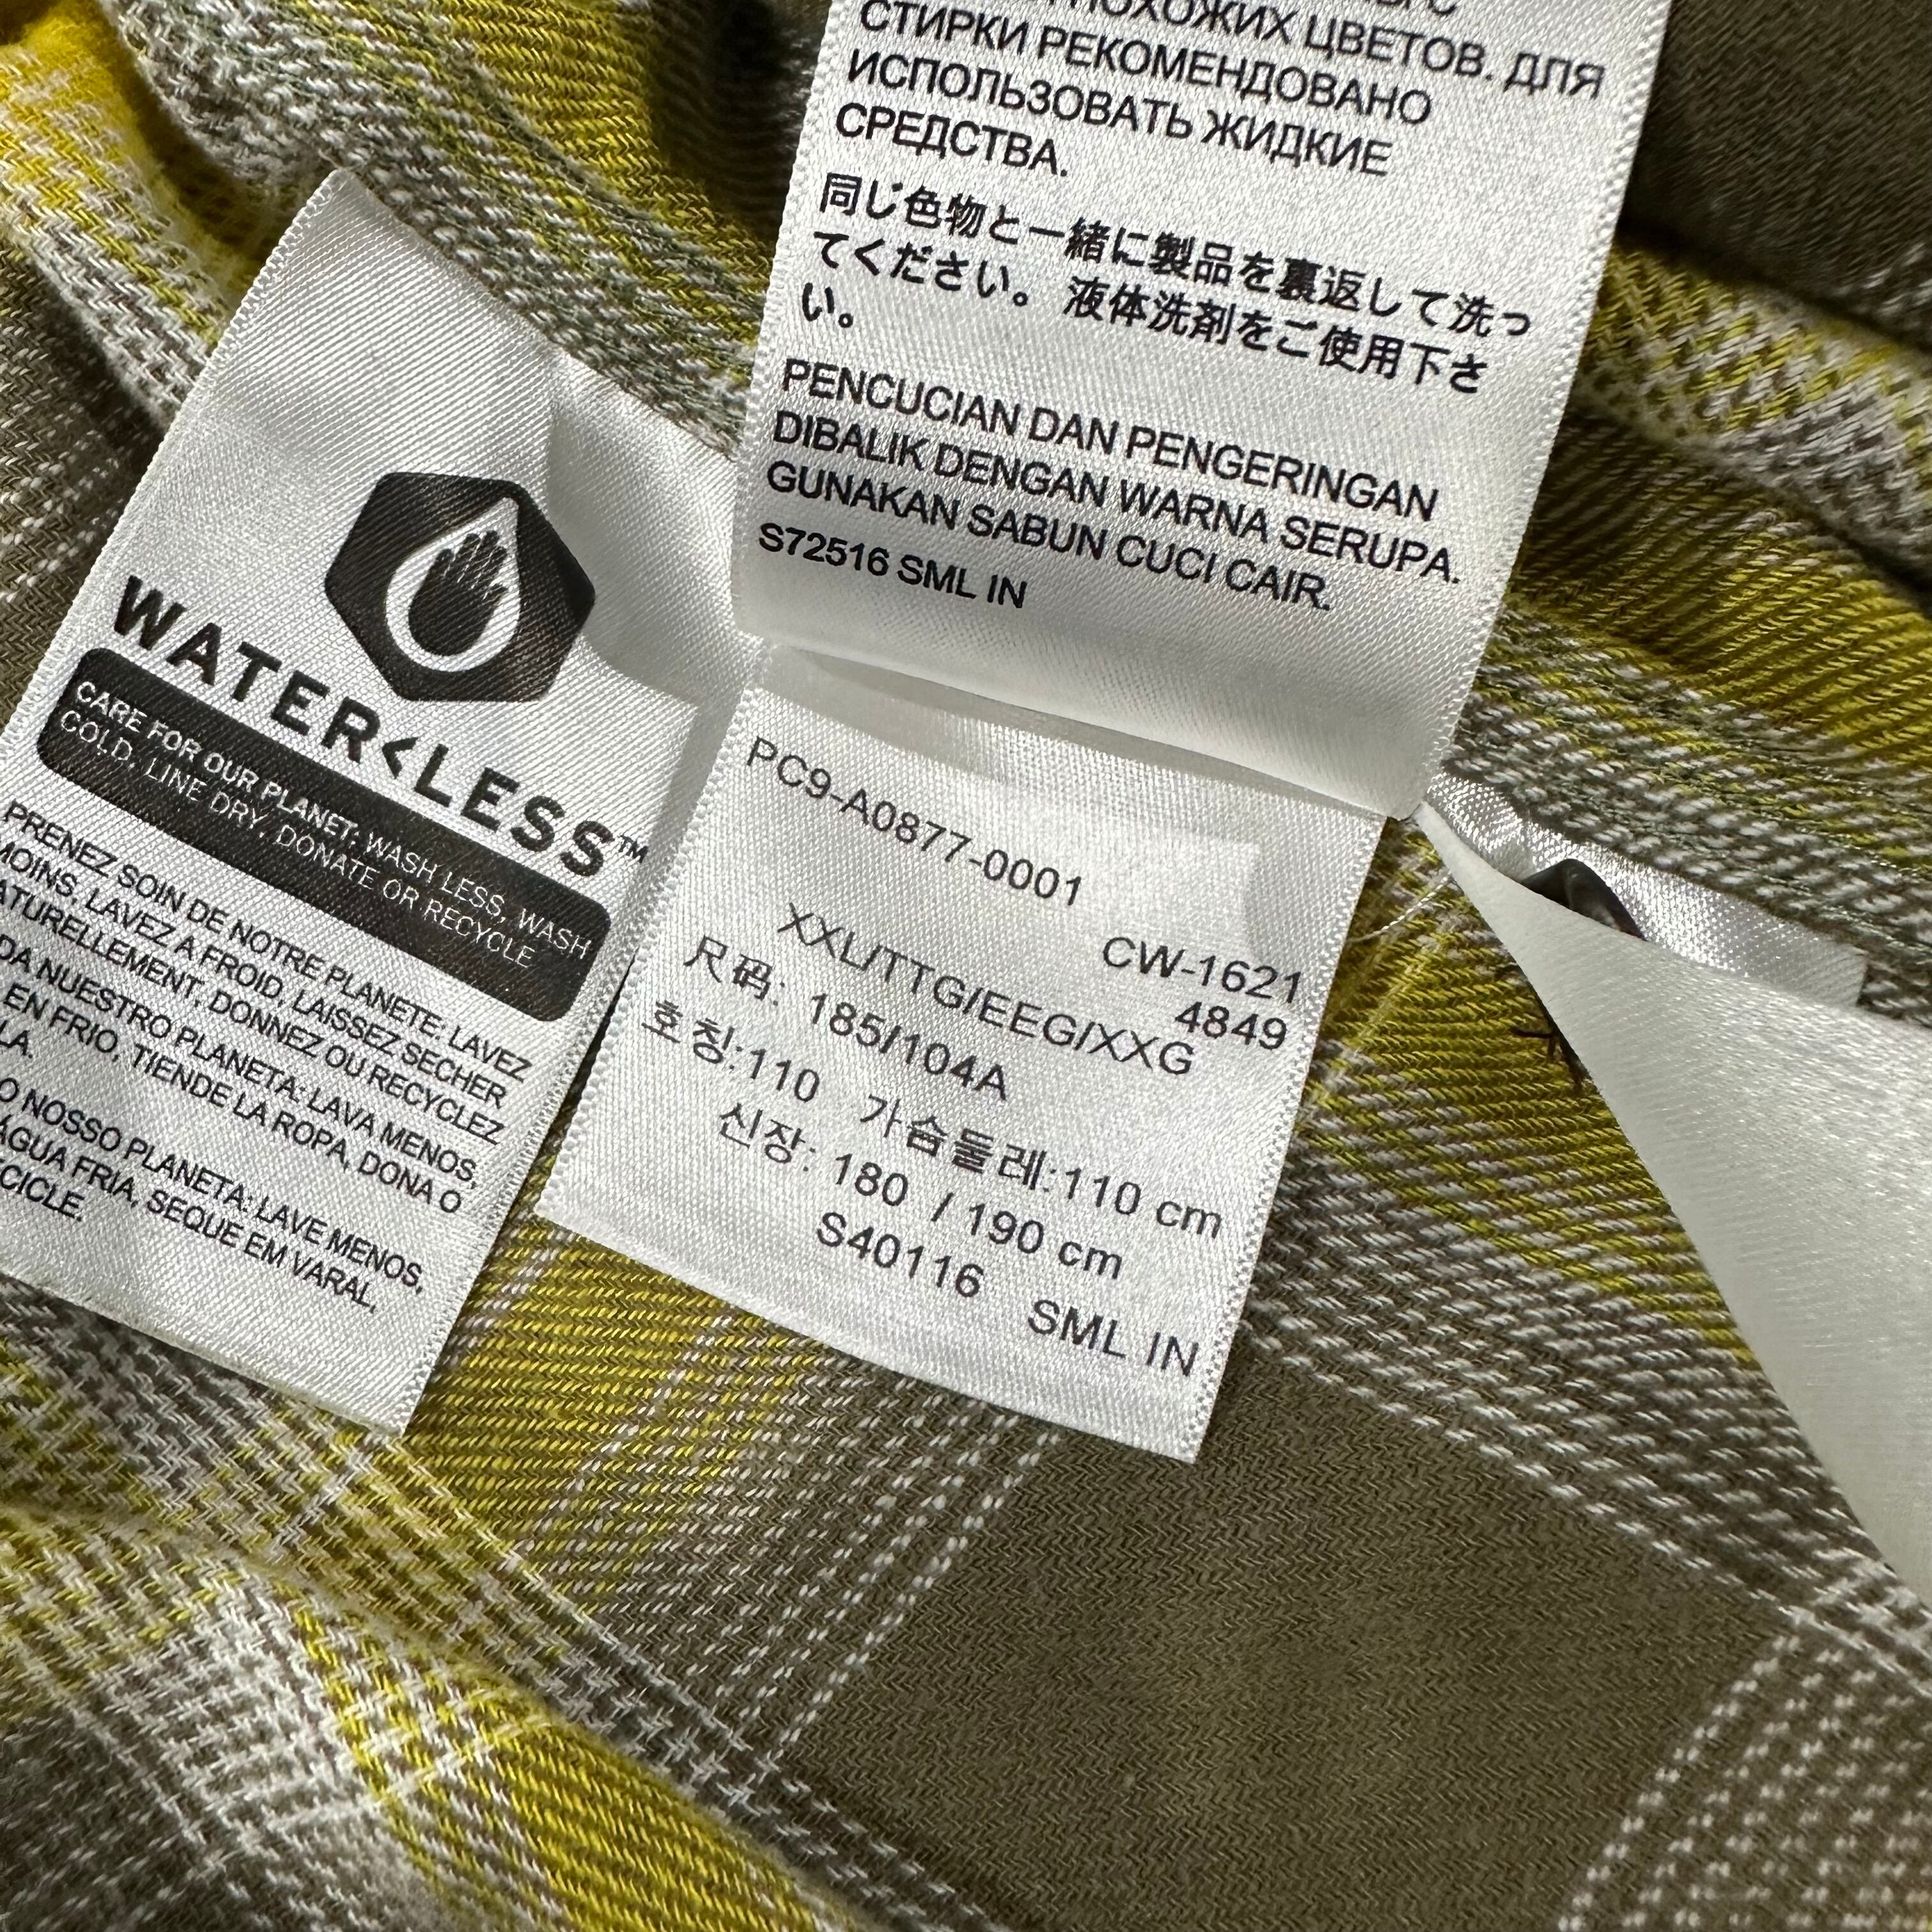 ПОХОЖИХ ЦВЕТОВ. ДЛЯ
СТИРКИ РЕКОМЕНДОВАНО
ИСПОЛЬЗОВАТЬ ЖИДКИЕ
СРЕДСТВА.
同じ色物と一緒に製品を裏返して洗っ
てください。 液体洗剤をご使用下さ
い。
PENCUCIAN DAN PENGERINGAN
DIBALIK DENGAN WARNA SERUPA.
GUNAKAN SABUN CUCI CAIR.
S72516 SML IN
WATER<LESS™
CARE FOR OUR PLANET: WASH LESS, WASH
COLD, LINE DRY, DONATE OR RECYCLE
PRENEZ SOIN DE NOTRE PLANETE: LAVEZ
MOINS, LAVEZ A FROID, LAISSEZ SECHER
NATURELLEMENT, DONNEZ OU RECYCLEZ
DA NUESTRO PLANETA: LAVA MENOS,
EN FRIO, TIENDE LA ROPA, DONA O
LA.
O NOSSO PLANETA: LAVE MENOS,
ÁGUA FRIA, SEQUE EM VARAL,
CICLE.
PC9-A0877-0001
CW-1621
4849
XXL/TTG/EEG/XXG
尺码: 185/104A
호칭:110 가슴둘레:110 cm
신장: 180 / 190 cm
S40116 SML IN